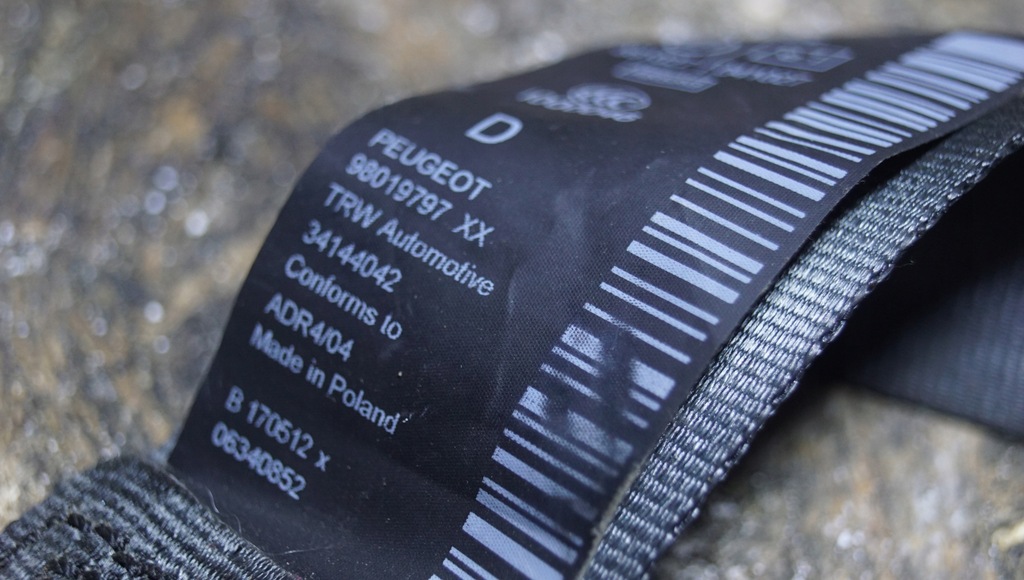 D
PEUGEOT
98019797 XX
TRW Automotive
34144042
Conforms to
ADR4/04
Made in Poland
B 170512 x
06340852